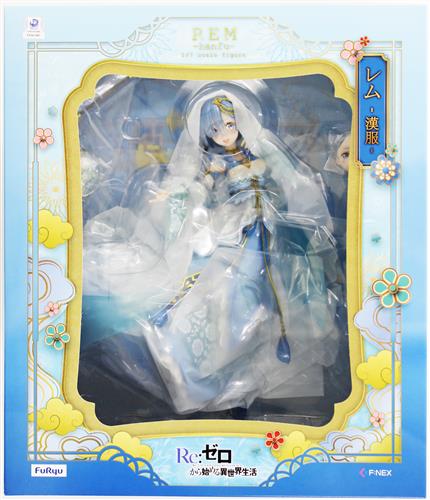 REM
-hanfu-
1/7 scale figure
レム-漢服-
Re:ゼロ
から始める異世界生活
FuRyu
F:NEX